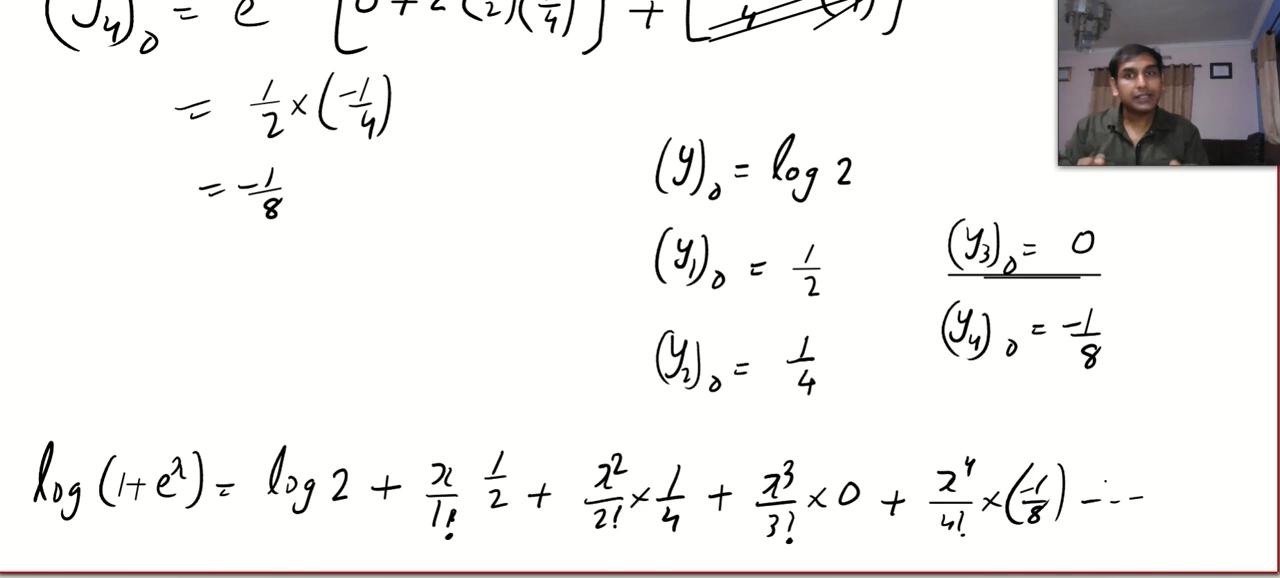 (y₄)₀ = e
= 1/2 × (-1/4)
= -1/8
(y)₀ = log 2
(y₁)₀ = 1/2
(y₂)₀ = 1/4
(y₃)₀ = 0
(y₄)₀ = -1/8
log (1+eˣ) = log 2 + x/1! 1/2 + x²/2! × 1/4 + x³/3! × 0 + x⁴/4! × (-1/8) ---